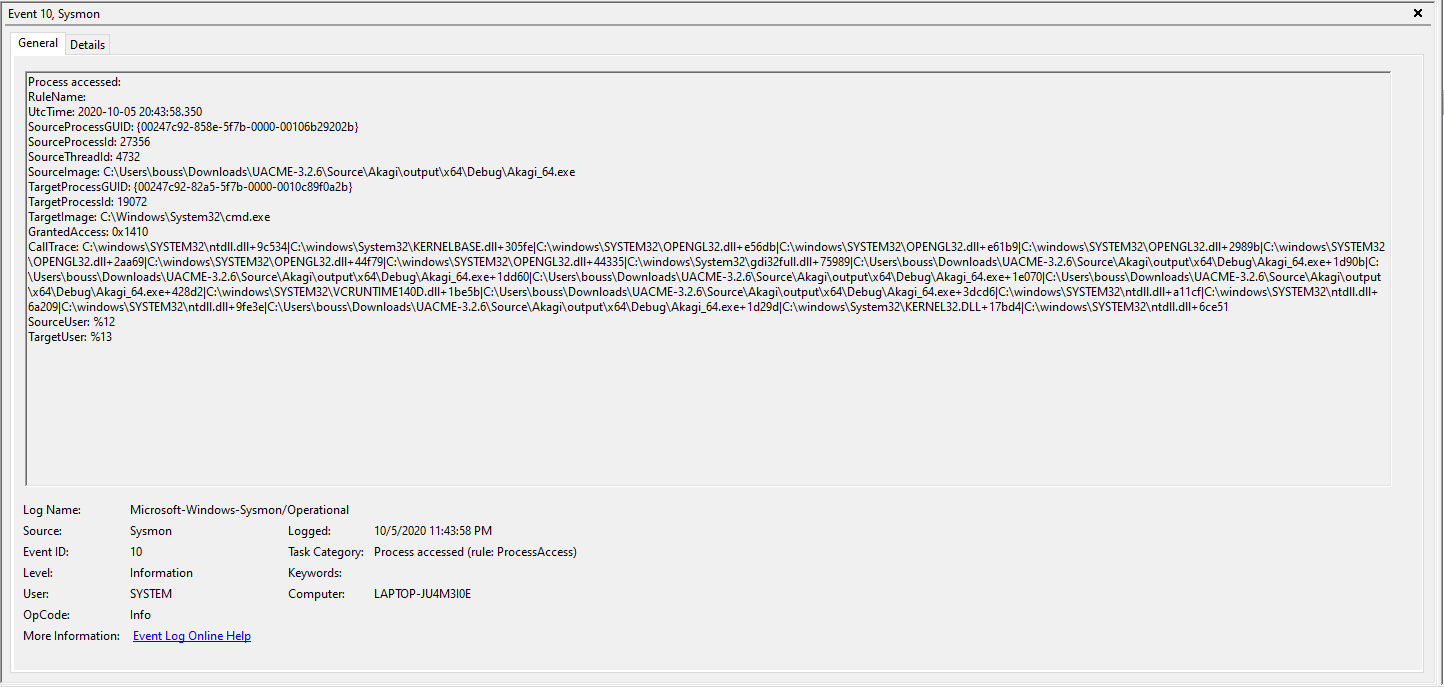 Event 10, Sysmon
General
Details
Process accessed:
RuleName:
UtcTime: 2020-10-05 20:43:58.350
SourceProcessGUID: {00247c92-858e-5f7b-0000-00106b29202b}
SourceProcessId: 27356
SourceThreadId: 4732
SourceImage: C:\Users\bouss\Downloads\UACME-3.2.6\Source\Akagi\output\x64\Debug\Akagi_64.exe
TargetProcessGUID: {00247c92-82a5-5f7b-0000-0010c89f0a2b}
TargetProcessId: 19072
TargetImage: C:\Windows\System32\cmd.exe
GrantedAccess: 0x1410
CallTrace: C:\windows\SYSTEM32\ntdll.dll+9c534|C:\windows\System32\KERNELBASE.dll+305fe|C:\windows\SYSTEM32\OPENGL32.dll+e56db|C:\windows\SYSTEM32\OPENGL32.dll+e61b9|C:\windows\SYSTEM32\OPENGL32.dll+2989b|C:\windows\SYSTEM32
\OPENGL32.dll+2aa69|C:\windows\SYSTEM32\OPENGL32.dll+44f79|C:\windows\SYSTEM32\OPENGL32.dll+44335|C:\windows\System32\gdi32full.dll+75989|C:\Users\bouss\Downloads\UACME-3.2.6\Source\Akagi\output\x64\Debug\Akagi_64.exe+1d90b|C:
\Users\bouss\Downloads\UACME-3.2.6\Source\Akagi\output\x64\Debug\Akagi_64.exe+1dd60|C:\Users\bouss\Downloads\UACME-3.2.6\Source\Akagi\output\x64\Debug\Akagi_64.exe+1e070|C:\Users\bouss\Downloads\UACME-3.2.6\Source\Akagi\output
\x64\Debug\Akagi_64.exe+428d2|C:\windows\SYSTEM32\VCRUNTIME140D.dll+1be5b|C:\Users\bouss\Downloads\UACME-3.2.6\Source\Akagi\output\x64\Debug\Akagi_64.exe+3dcd6|C:\windows\SYSTEM32\ntdll.dll+a11cf|C:\windows\SYSTEM32\ntdll.dll+
6a209|C:\windows\SYSTEM32\ntdll.dll+9fe3e|C:\Users\bouss\Downloads\UACME-3.2.6\Source\Akagi\output\x64\Debug\Akagi_64.exe+1d29d|C:\windows\System32\KERNEL32.DLL+17bd4|C:\windows\SYSTEM32\ntdll.dll+6ce51
SourceUser: %12
TargetUser: %13
Log Name: Microsoft-Windows-Sysmon/Operational
Source: Sysmon Logged: 10/5/2020 11:43:58 PM
Event ID: 10 Task Category: Process accessed (rule: ProcessAccess)
Level: Information Keywords:
User: SYSTEM Computer: LAPTOP-JU4M3I0E
OpCode: Info
More Information: Event Log Online Help